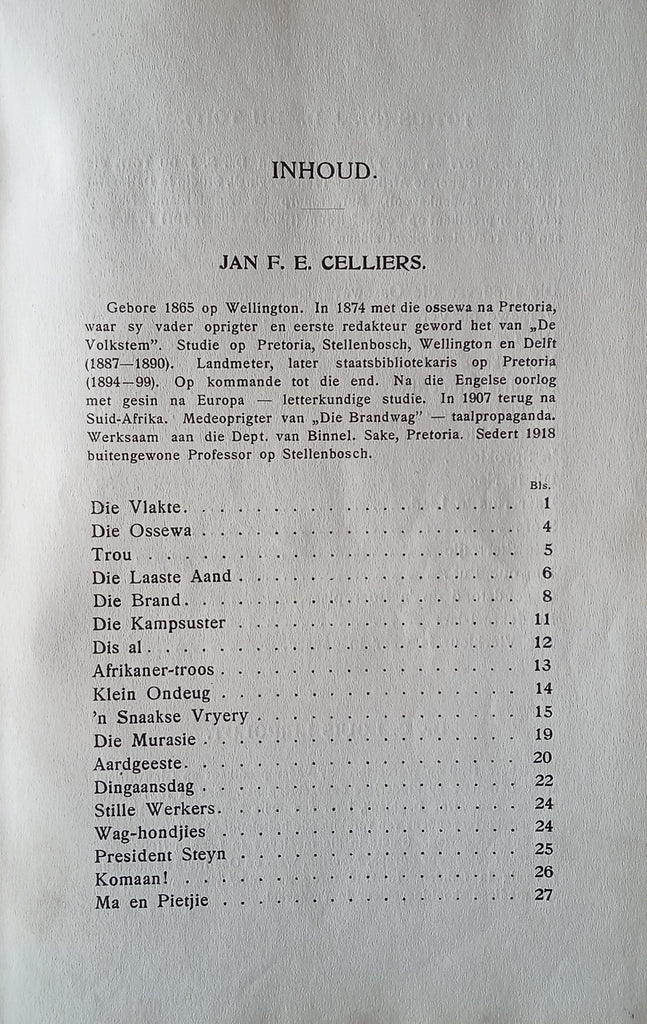 INHOUD.
JAN F. E. CELLIERS.
Gebore 1865 op Wellington. In 1874 met die ossewa na Pretoria,
waar sy vader oprigter en eerste redakteur geword het van „De
Volkstem”. Studie op Pretoria, Stellenbosch, Wellington en Delft
(1887—1890). Landmeter, later staatsbibliotekaris op Pretoria
(1894—99). Op kommande tot die end. Na die Engelse oorlog
met gesin na Europa — letterkundige studie. In 1907 terug na
Suid-Afrika. Medeoprigter van „Die Brandwag” — taalpropaganda.
Werksaam aan die Dept. van Binnel. Sake, Pretoria. Sedert 1918
buitengewone Professor op Stellenbosch.
Bls.
Die Vlakte. . . . . . . . . . . . . . . . . . . 1
Die Ossewa . . . . . . . . . . . . . . . . . . 4
Trou . . . . . . . . . . . . . . . . . . . . . 5
Die Laaste Aand . . . . . . . . . . . . . . . . 6
Die Brand. . . . . . . . . . . . . . . . . . . 8
Die Kampsuster . . . . . . . . . . . . . . . . 11
Dis al . . . . . . . . . . . . . . . . . . . . . 12
Afrikaner-troos . . . . . . . . . . . . . . . . . 13
Klein Ondeug . . . . . . . . . . . . . . . . . 14
’n Snaakse Vryery . . . . . . . . . . . . . . . 15
Die Murasie . . . . . . . . . . . . . . . . . . 19
Aardgeeste. . . . . . . . . . . . . . . . . . . 20
Dingaansdag . . . . . . . . . . . . . . . . . . 22
Stille Werkers. . . . . . . . . . . . . . . . . 24
Wag-hondjies . . . . . . . . . . . . . . . . . 24
President Steyn . . . . . . . . . . . . . . . . 25
Komaan! . . . . . . . . . . . . . . . . . . . 26
Ma en Pietjie . . . . . . . . . . . . . . . . . 27